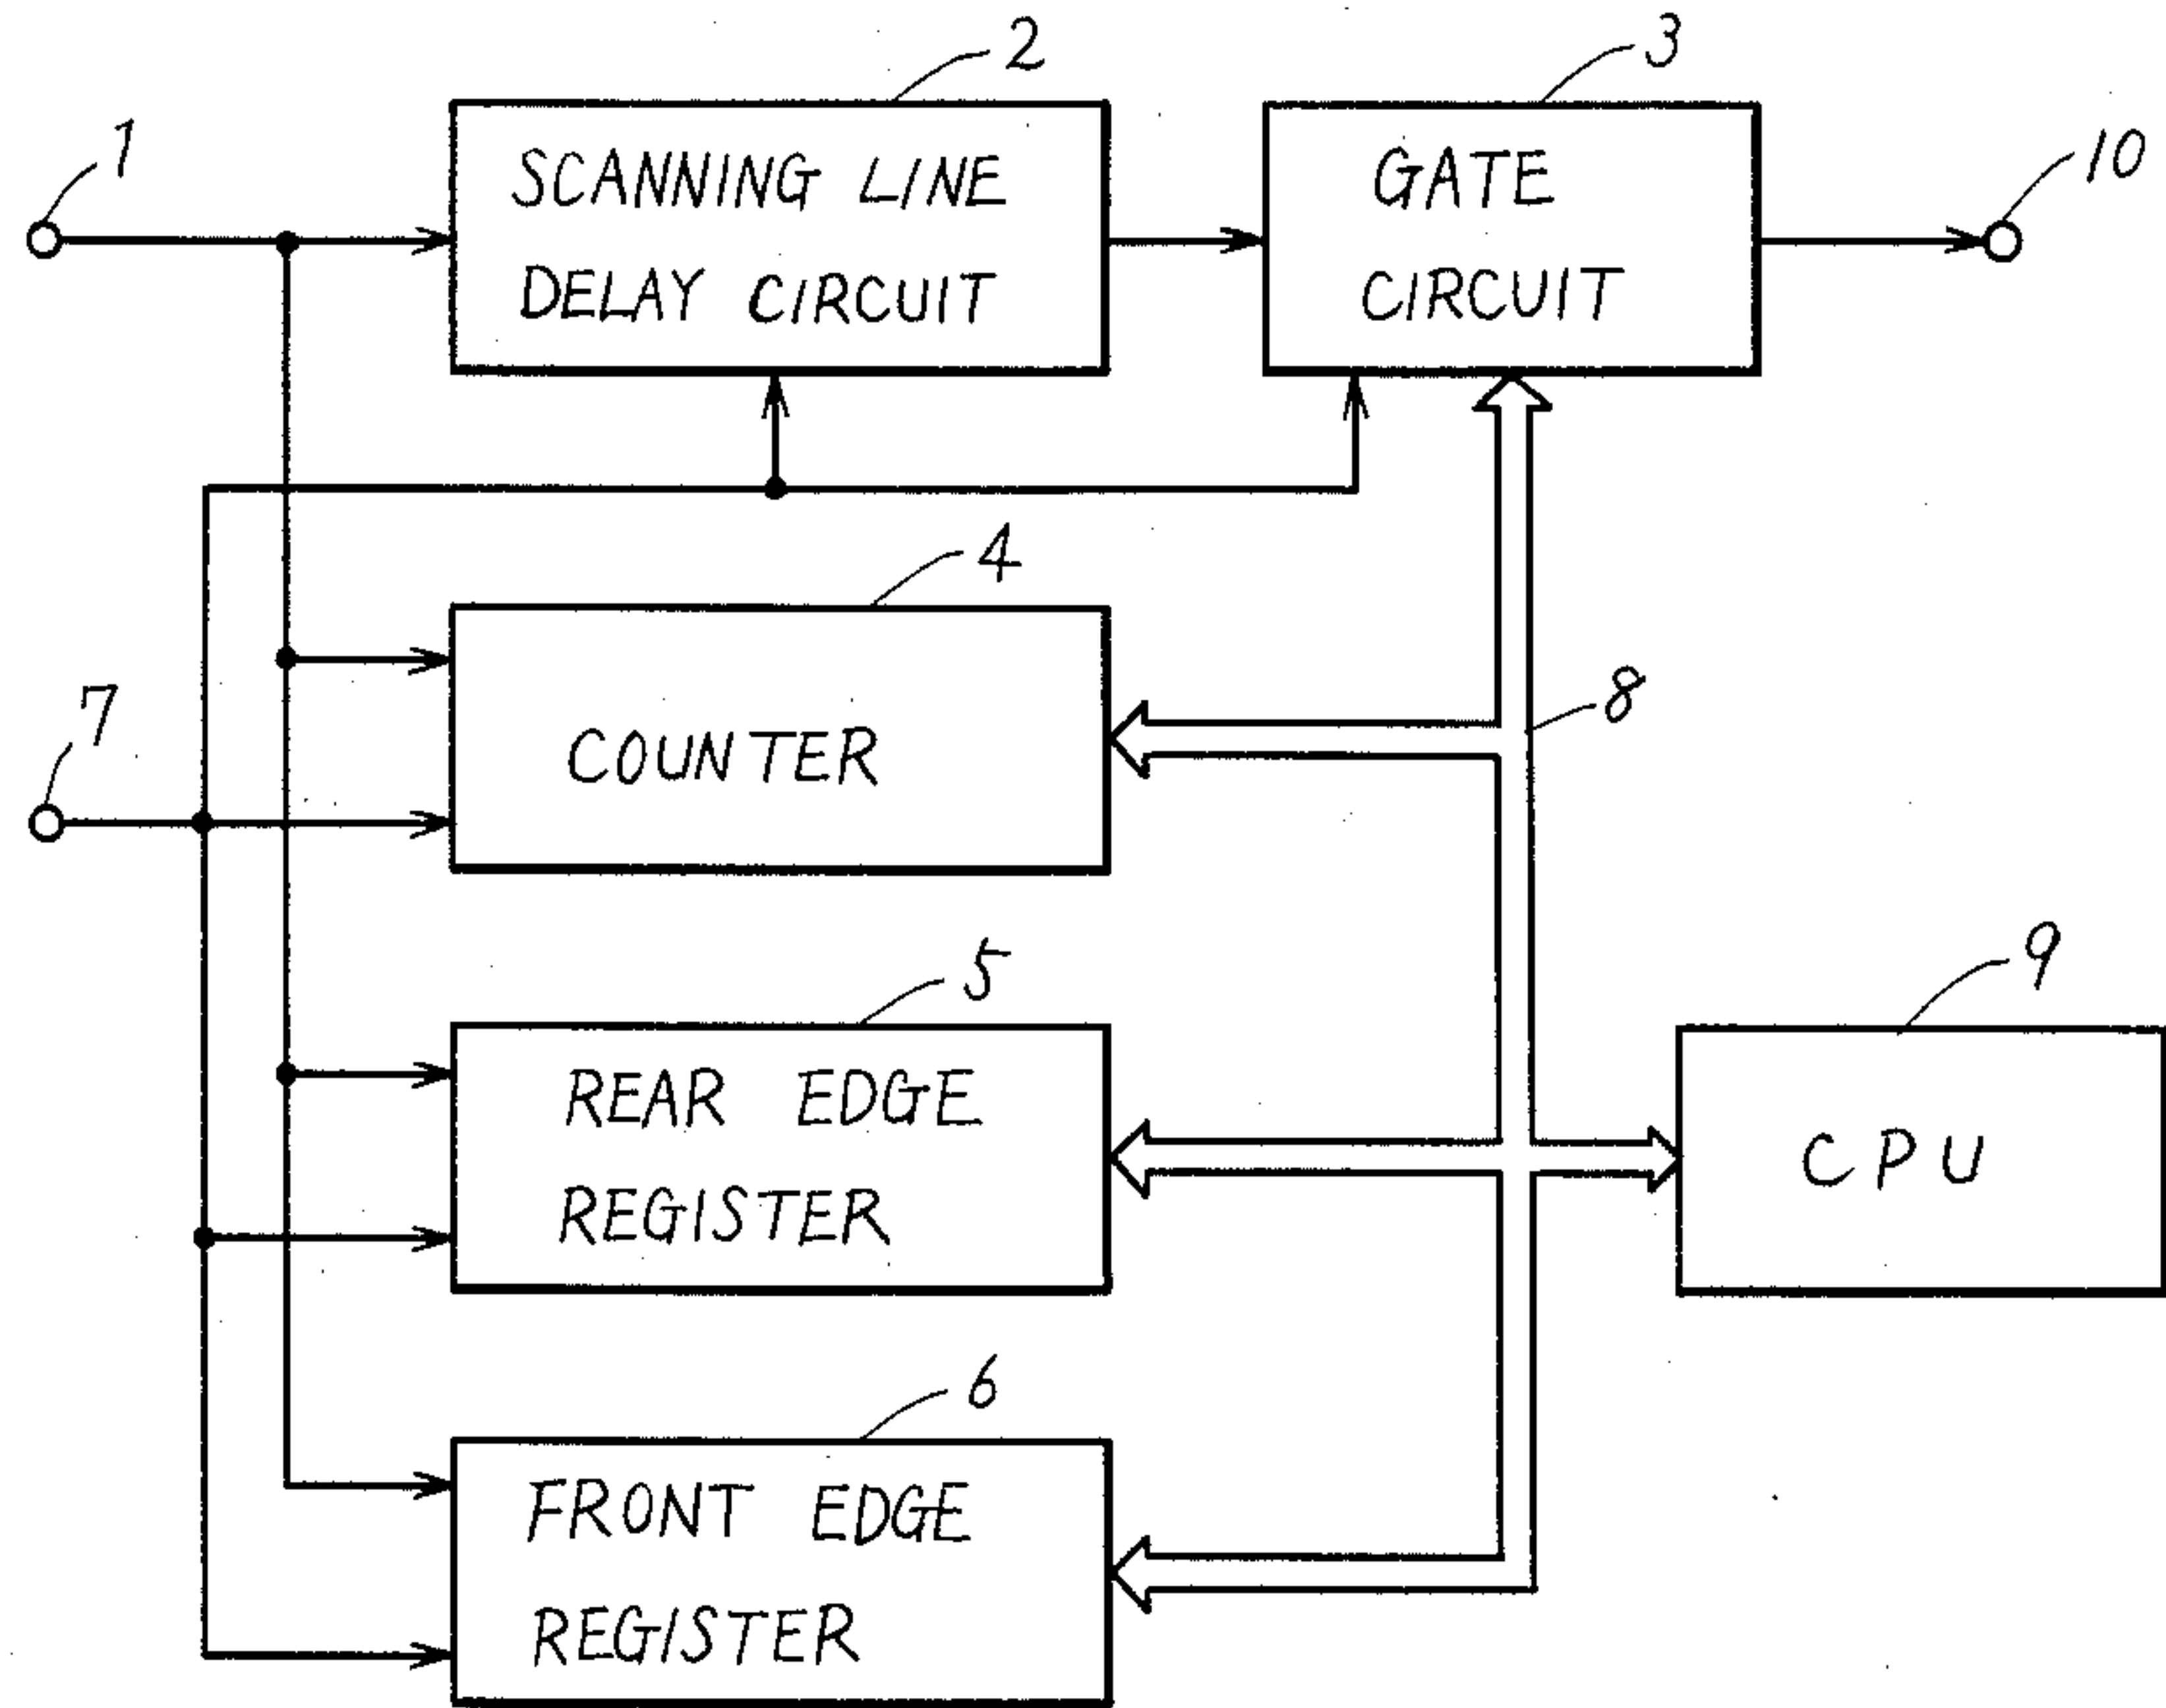 2
3
1
10
SCANNING LINE
DELAY CIRCUIT
GATE
CIRCUIT
4
8
7
COUNTER
5
9
REAR EDGE
REGISTER
CPU
6
FRONT EDGE
REGISTER